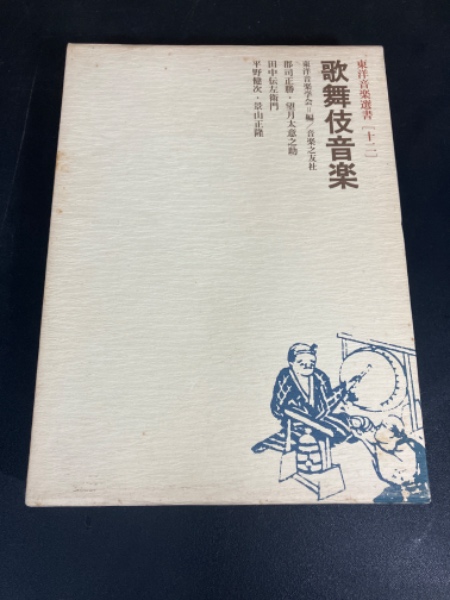 東洋音楽選書[十二]
歌舞伎音楽
東洋音楽学会=編/音楽之友社
郡司正勝・望月太意之助
田中伝左衛門
平野健次・景山正隆